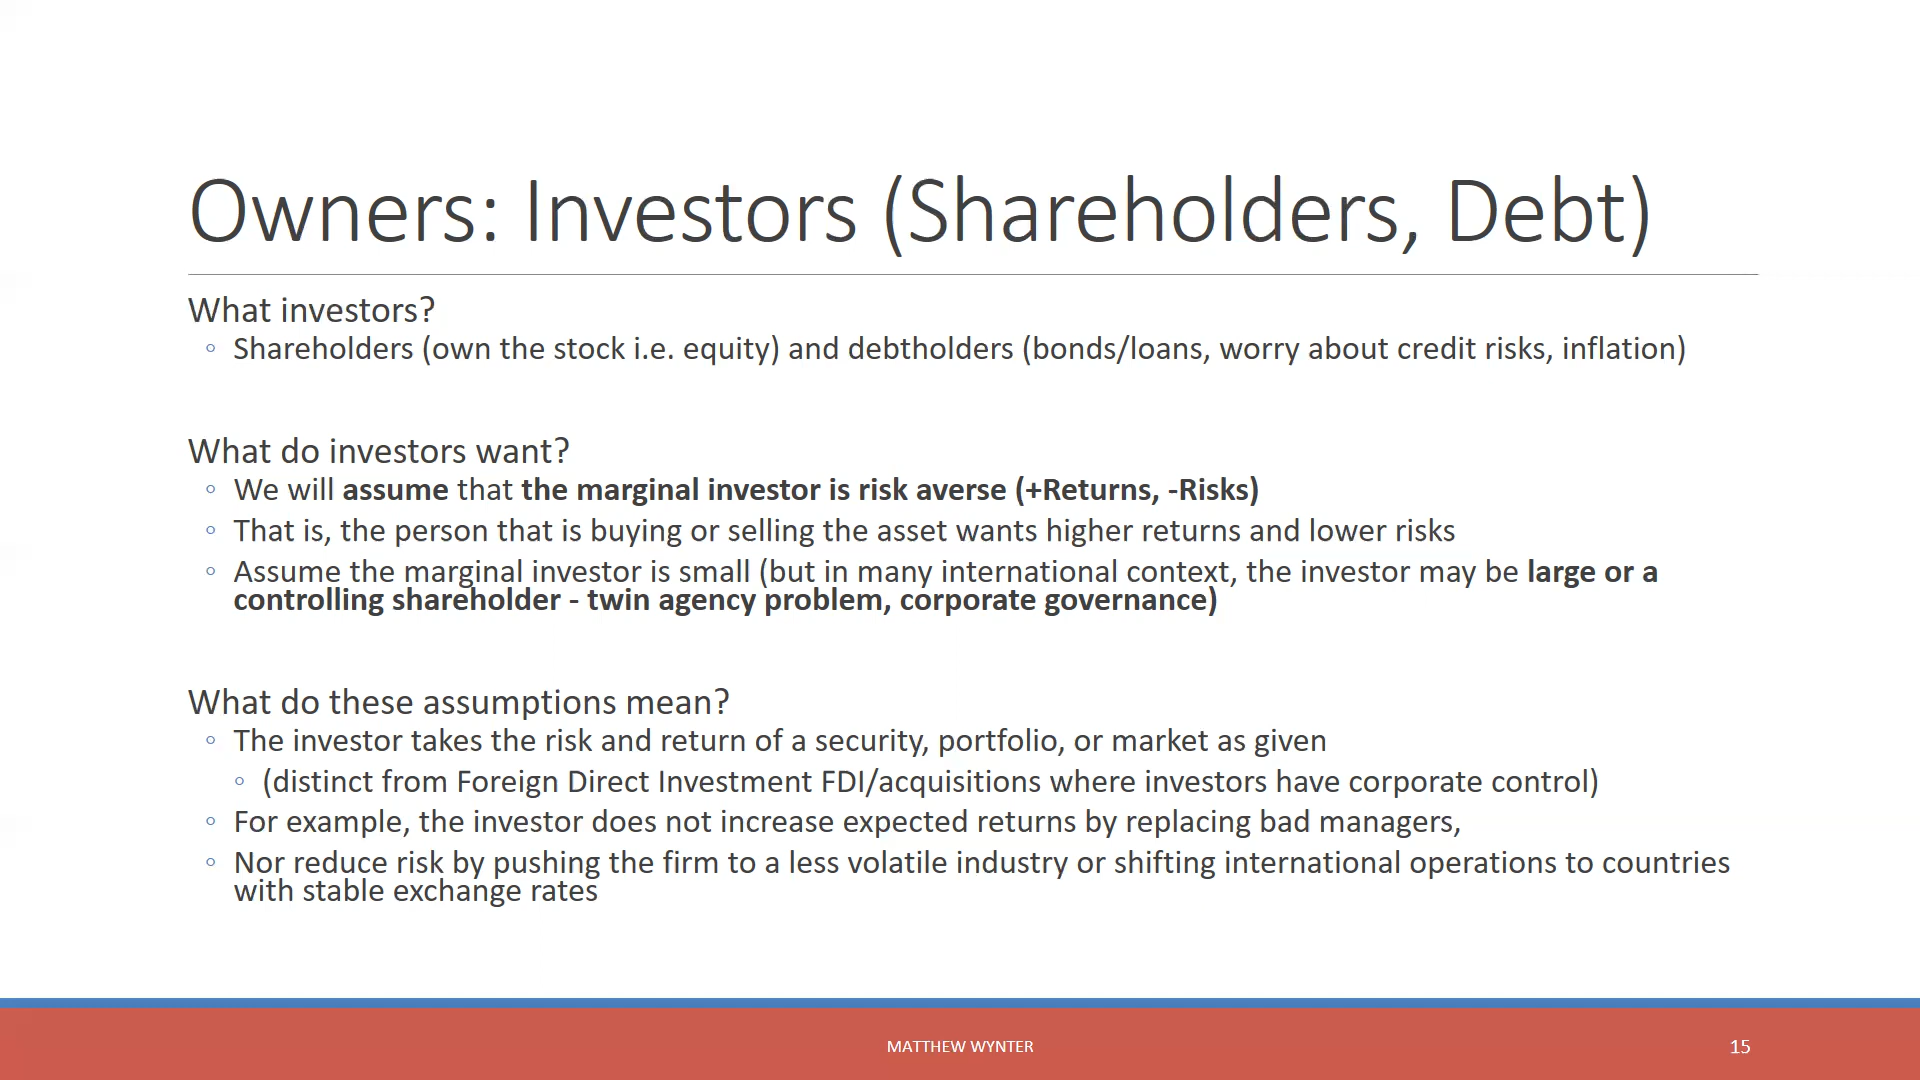 Owners: Investors (Shareholders, Debt)
What investors?
◦ Shareholders (own the stock i.e. equity) and debtholders (bonds/loans, worry about credit risks, inflation)
What do investors want?
◦ We will assume that the marginal investor is risk averse (+Returns, -Risks)
◦ That is, the person that is buying or selling the asset wants higher returns and lower risks
◦ Assume the marginal investor is small (but in many international context, the investor may be large or a
controlling shareholder - twin agency problem, corporate governance)
What do these assumptions mean?
◦ The investor takes the risk and return of a security, portfolio, or market as given
◦ (distinct from Foreign Direct Investment FDI/acquisitions where investors have corporate control)
◦ For example, the investor does not increase expected returns by replacing bad managers,
◦ Nor reduce risk by pushing the firm to a less volatile industry or shifting international operations to countries
with stable exchange rates
MATTHEW WYNTER
15